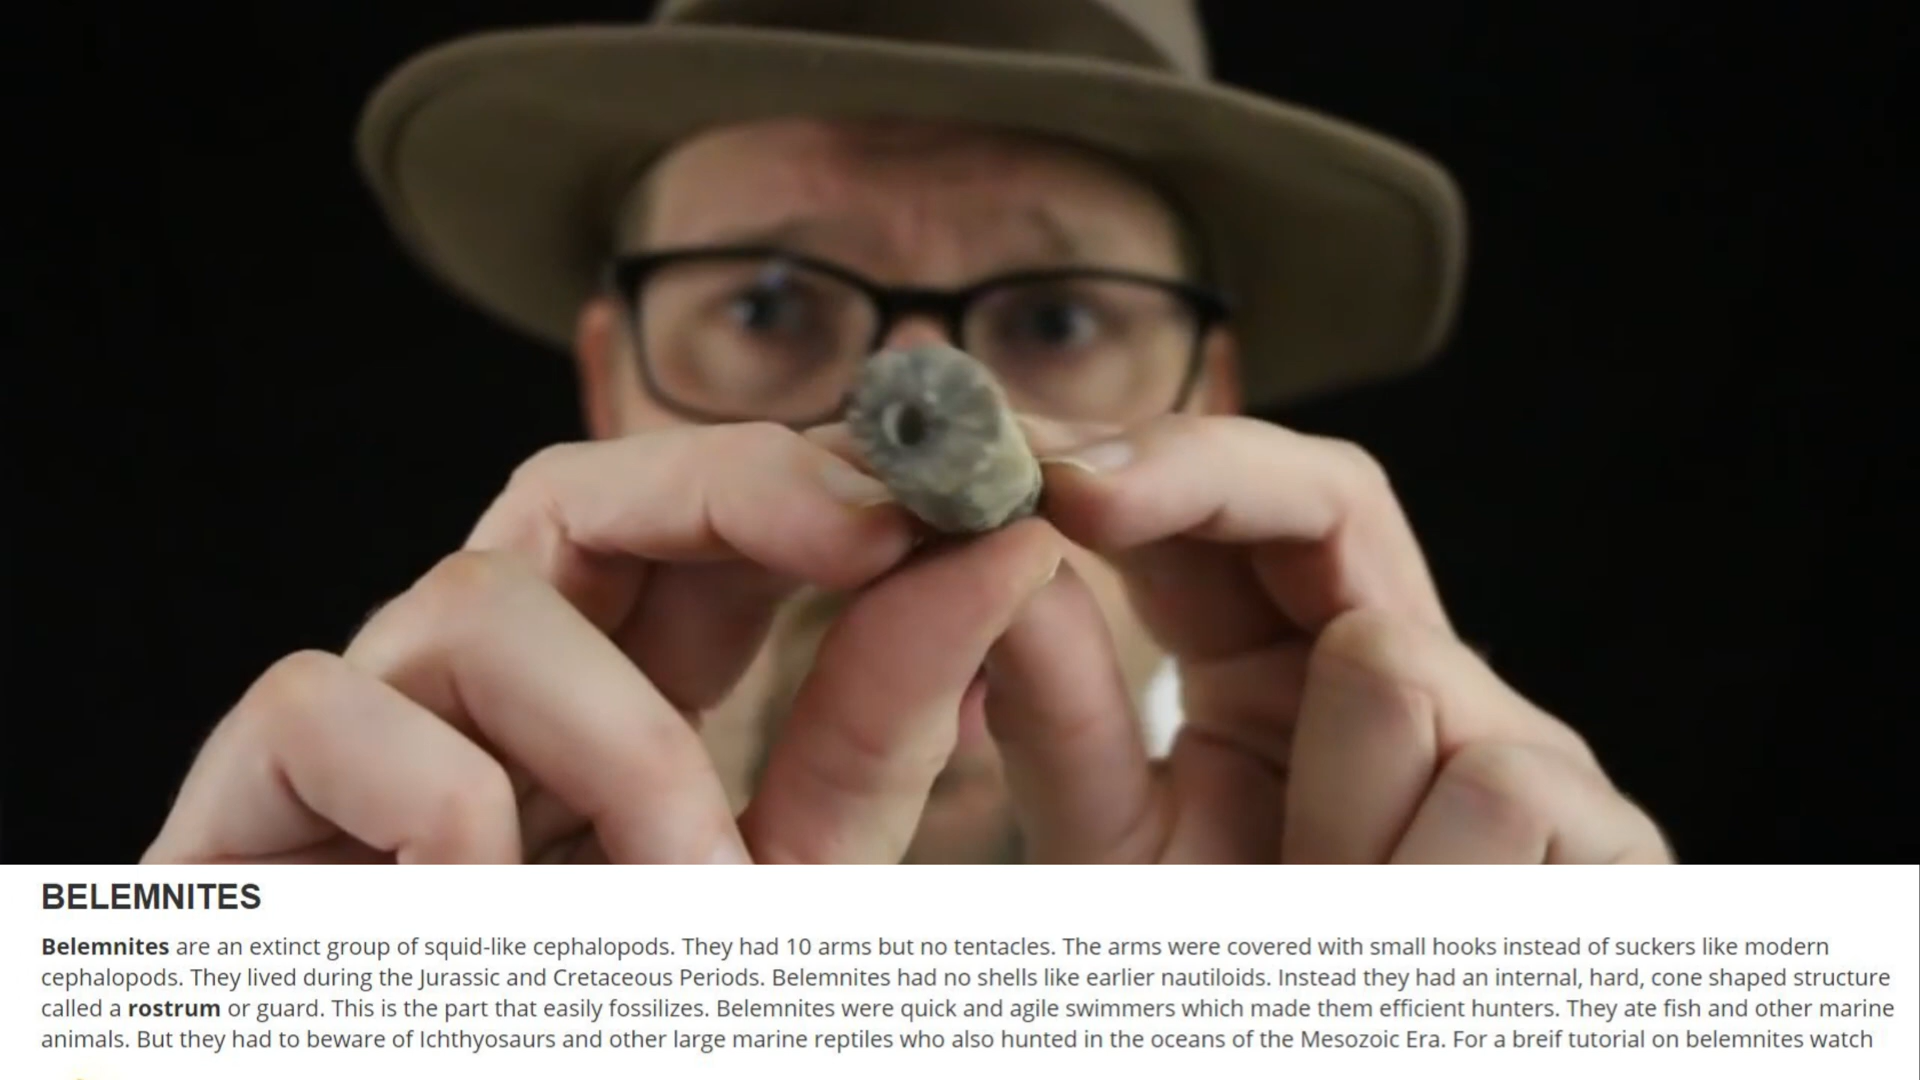 BELEMNITES
Belemnites are an extinct group of squid-like cephalopods. They had 10 arms but no tentacles. The arms were covered with small hooks instead of suckers like modern
cephalopods. They lived during the Jurassic and Cretaceous Periods. Belemnites had no shells like earlier nautiloids. Instead they had an internal, hard, cone shaped structure
called a rostrum or guard. This is the part that easily fossilizes. Belemnites were quick and agile swimmers which made them efficient hunters. They ate fish and other marine
animals. But they had to beware of Ichthyosaurs and other large marine reptiles who also hunted in the oceans of the Mesozoic Era. For a breif tutorial on belemnites watch